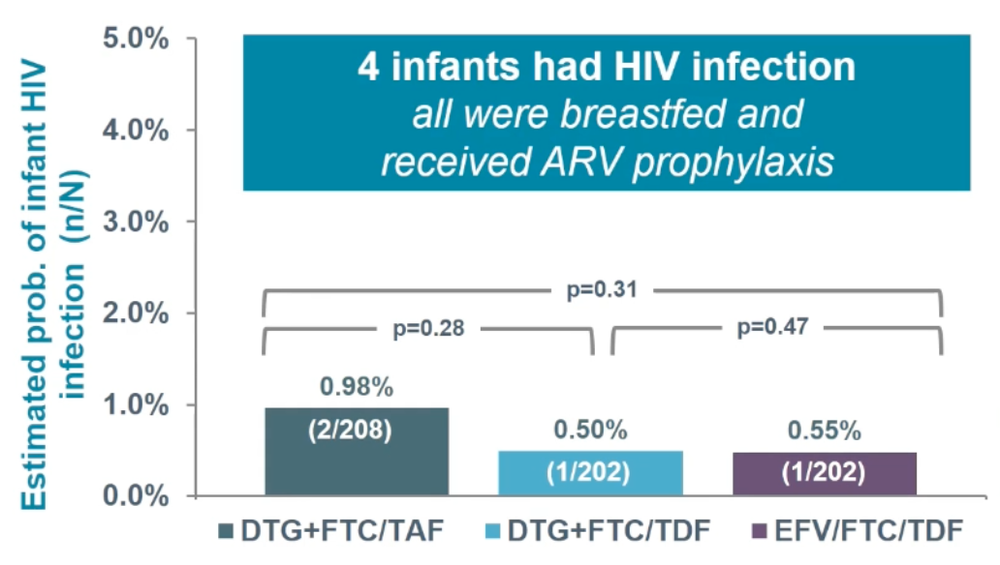 5.0%
4.0%
3.0%
2.0%
1.0%
0.0%
Estimated prob. of infant HIV
infection (n/N)
4 infants had HIV infection
all were breastfed and
received ARV prophylaxis
p=0.31
p=0.28
p=0.47
0.98%
(2/208)
0.50%
(1/202)
0.55%
(1/202)
DTG+FTC/TAF
DTG+FTC/TDF
EFV/FTC/TDF